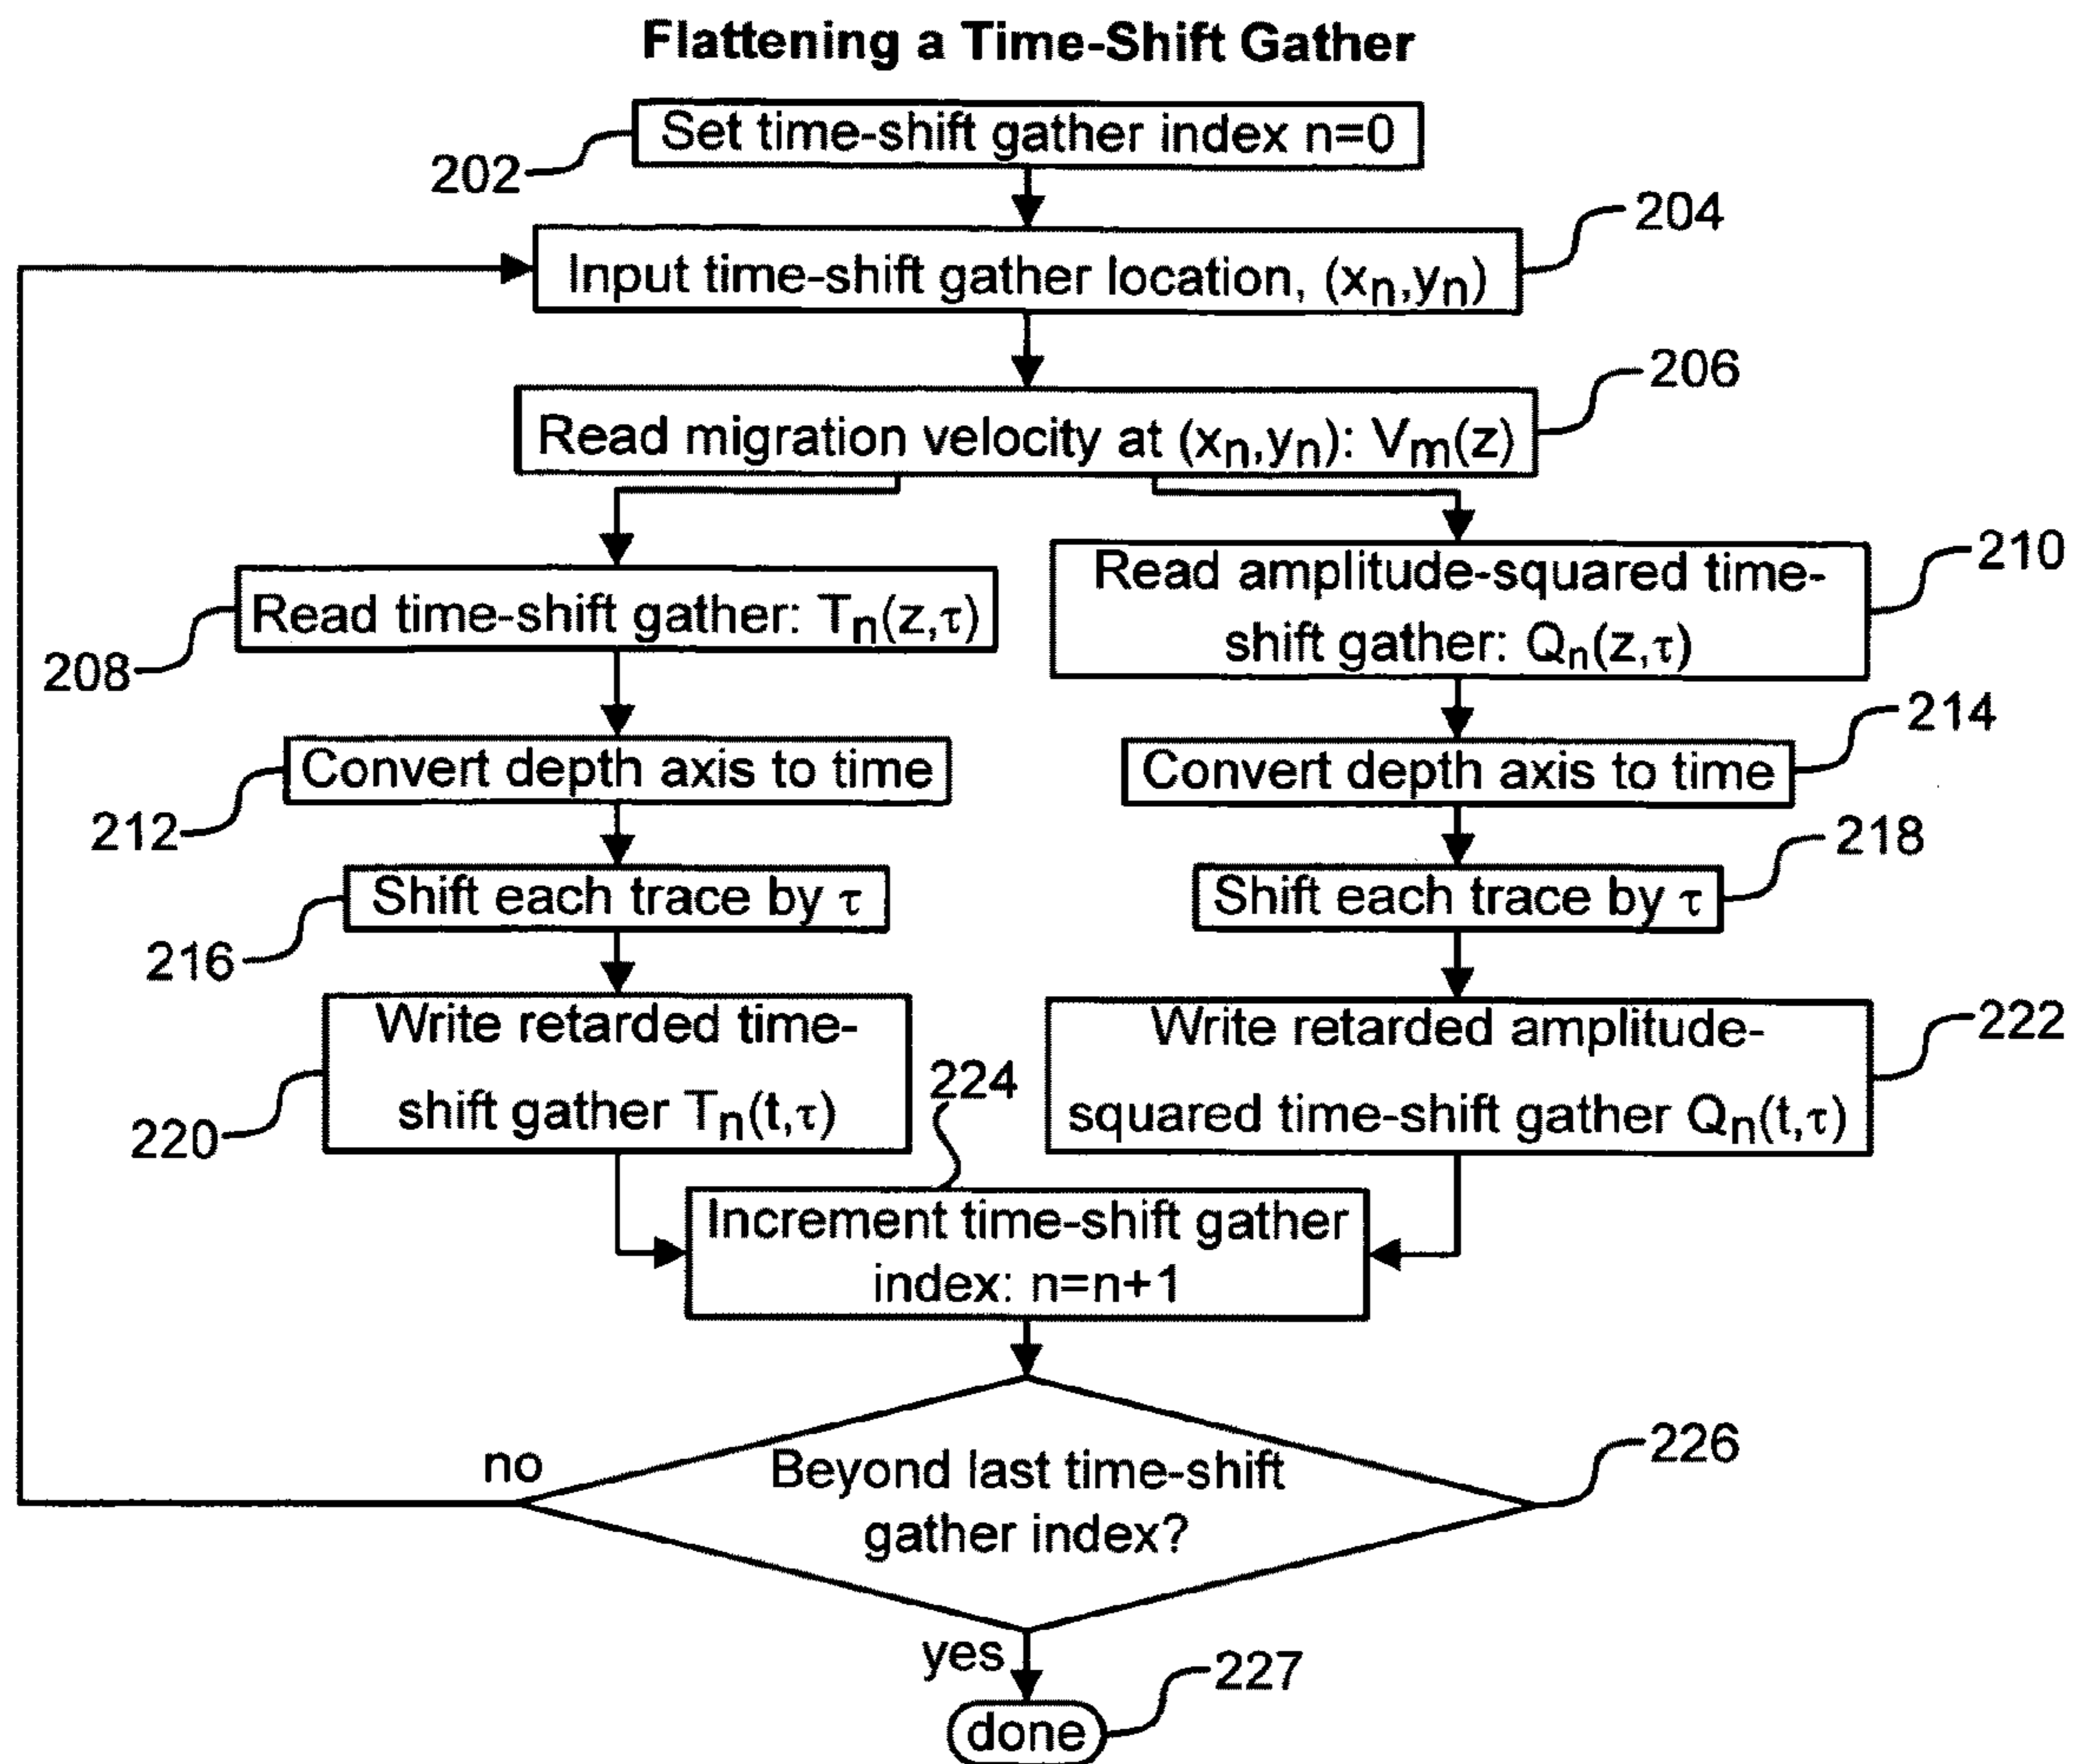 Flattening a Time-Shift Gather
Set time-shift gather index n=0
202
204
Input time-shift gather location, (xn,yn)
206
Read migration velocity at (xn,yn): Vm(z)
210
Read amplitude-squared time-
shift gather: Qn(z,τ)
Read time-shift gather: Tn(z,τ)
208
214
Convert depth axis to time
Convert depth axis to time
212
218
Shift each trace by τ
Shift each trace by τ
216
Write retarded time-
shift gather Tn(t,τ)
220
222
Write retarded amplitude-
squared time-shift gather Qn(t,τ)
224
Increment time-shift gather
index: n=n+1
226
no
Beyond last time-shift
gather index?
yes
227
done